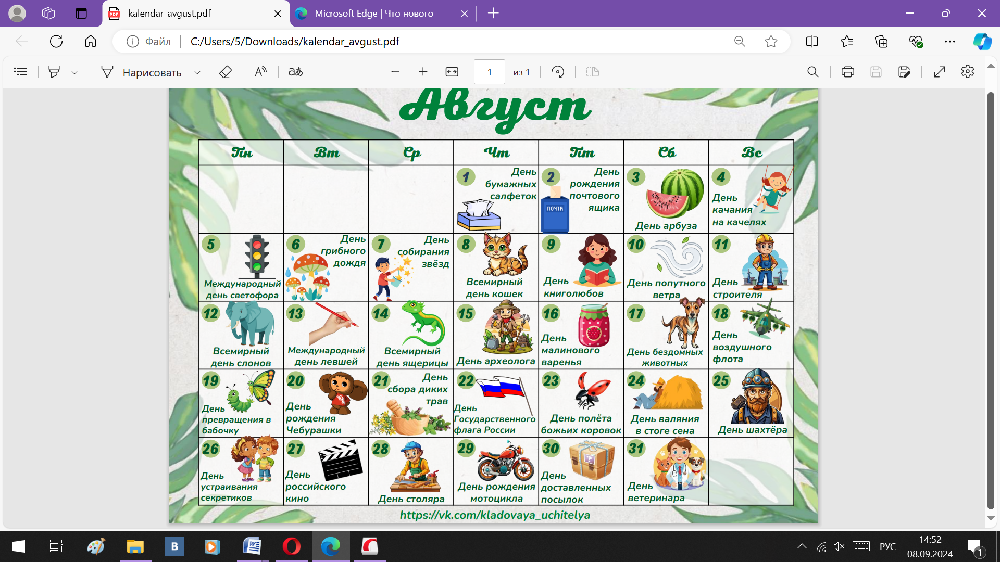 kalendar_avgust.pdf
Microsoft Edge | Что нового
Файл
C:/Users/5/Downloads/kalendar_avgust.pdf
Нарисовать
1
из 1
Август
Пн
Вт
Ср
Чт
Пт
Сб
Вс
1
День
бумажных
салфеток
2
День
рождения
почтового
ящика
ПОЧТА
3
День арбуза
4
День
качания
на качелях
5
Международный
день светофора
6
День
грибного
дождя
7
День
собирания
звёзд
8
Всемирный
день кошек
9
День
книголюбов
10
День попутного
ветра
11
День
строителя
12
Всемирный
день слонов
13
Международный
день левшей
14
Всемирный
день ящерицы
15
День археолога
16
День
малинового
варенья
17
День бездомных
животных
18
День
воздушного
флота
19
День
превращения в
бабочку
20
День
рождения
Чебурашки
21
День
сбора диких
трав
22
День
Государственного
флага России
23
День полёта
божьих коровок
24
День валяния
в стоге сена
25
День шахтёра
26
День
устраивания
секретиков
27
День
российского
кино
28
День столяра
29
День рождения
мотоцикла
30
День
доставленных
посылок
31
День
ветеринара
https://vk.com/kladovaya_uchitelya
РУС
14:52
08.09.2024
1